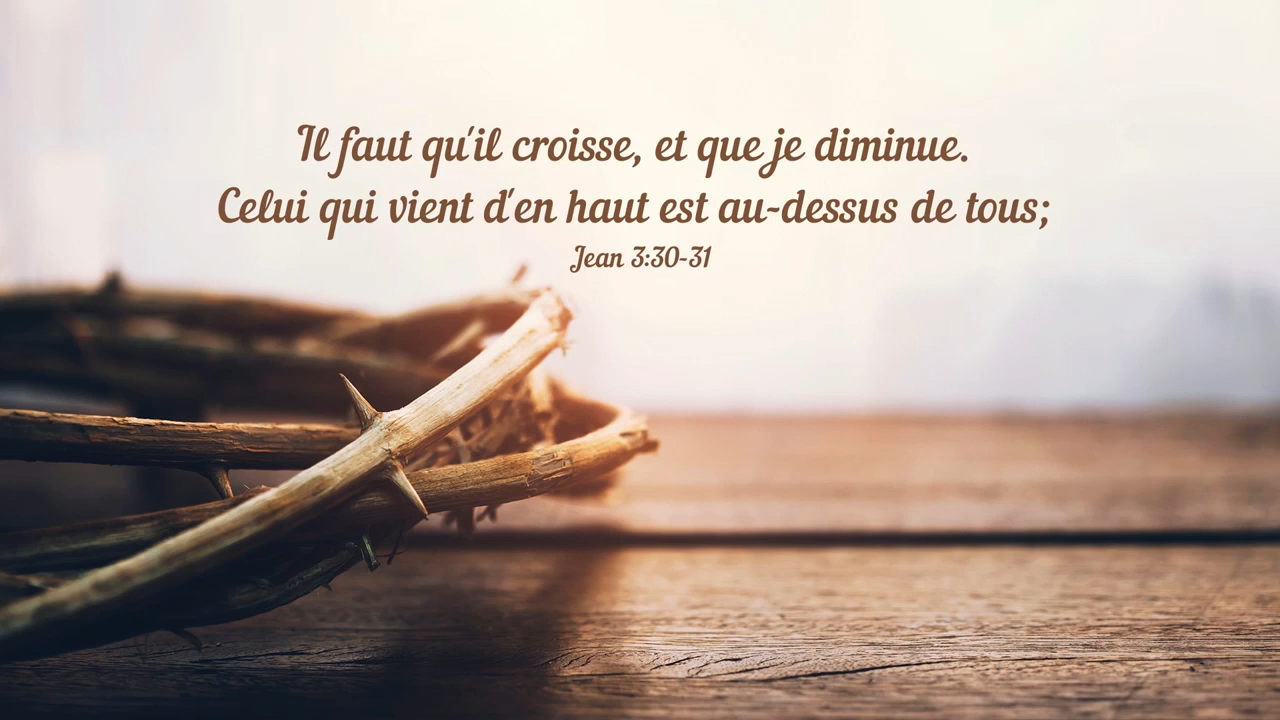 Il faut qu'il croisse, et que je diminue.
Celui qui vient d'en haut est au-dessus de tous;
Jean 3:30-31